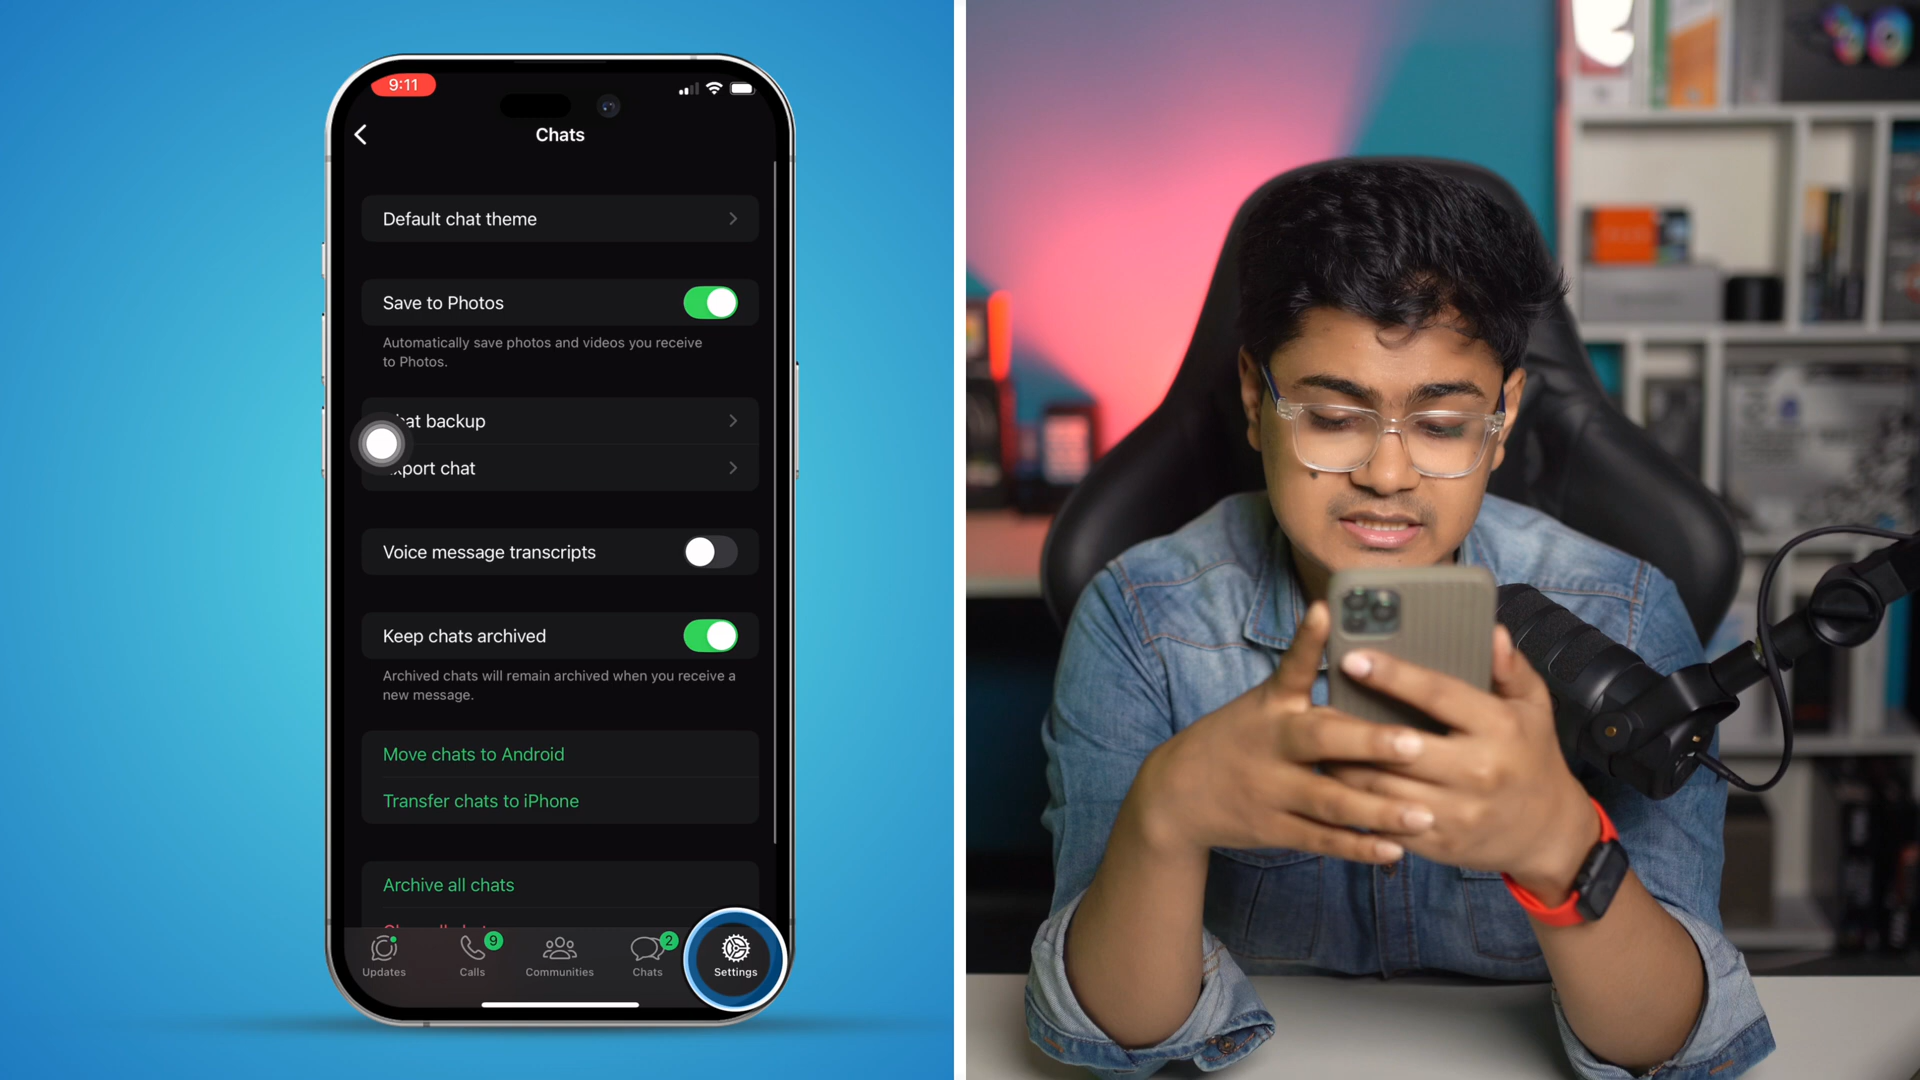 9:11
Chats
Default chat theme
Save to Photos
Automatically save photos and videos you receive
to Photos.
hat backup
xport chat
Voice message transcripts
Keep chats archived
Archived chats will remain archived when you receive a
new message.
Move chats to Android
Transfer chats to iPhone
Archive all chats
9
2
Updates
Calls
Communities
Chats
Settings